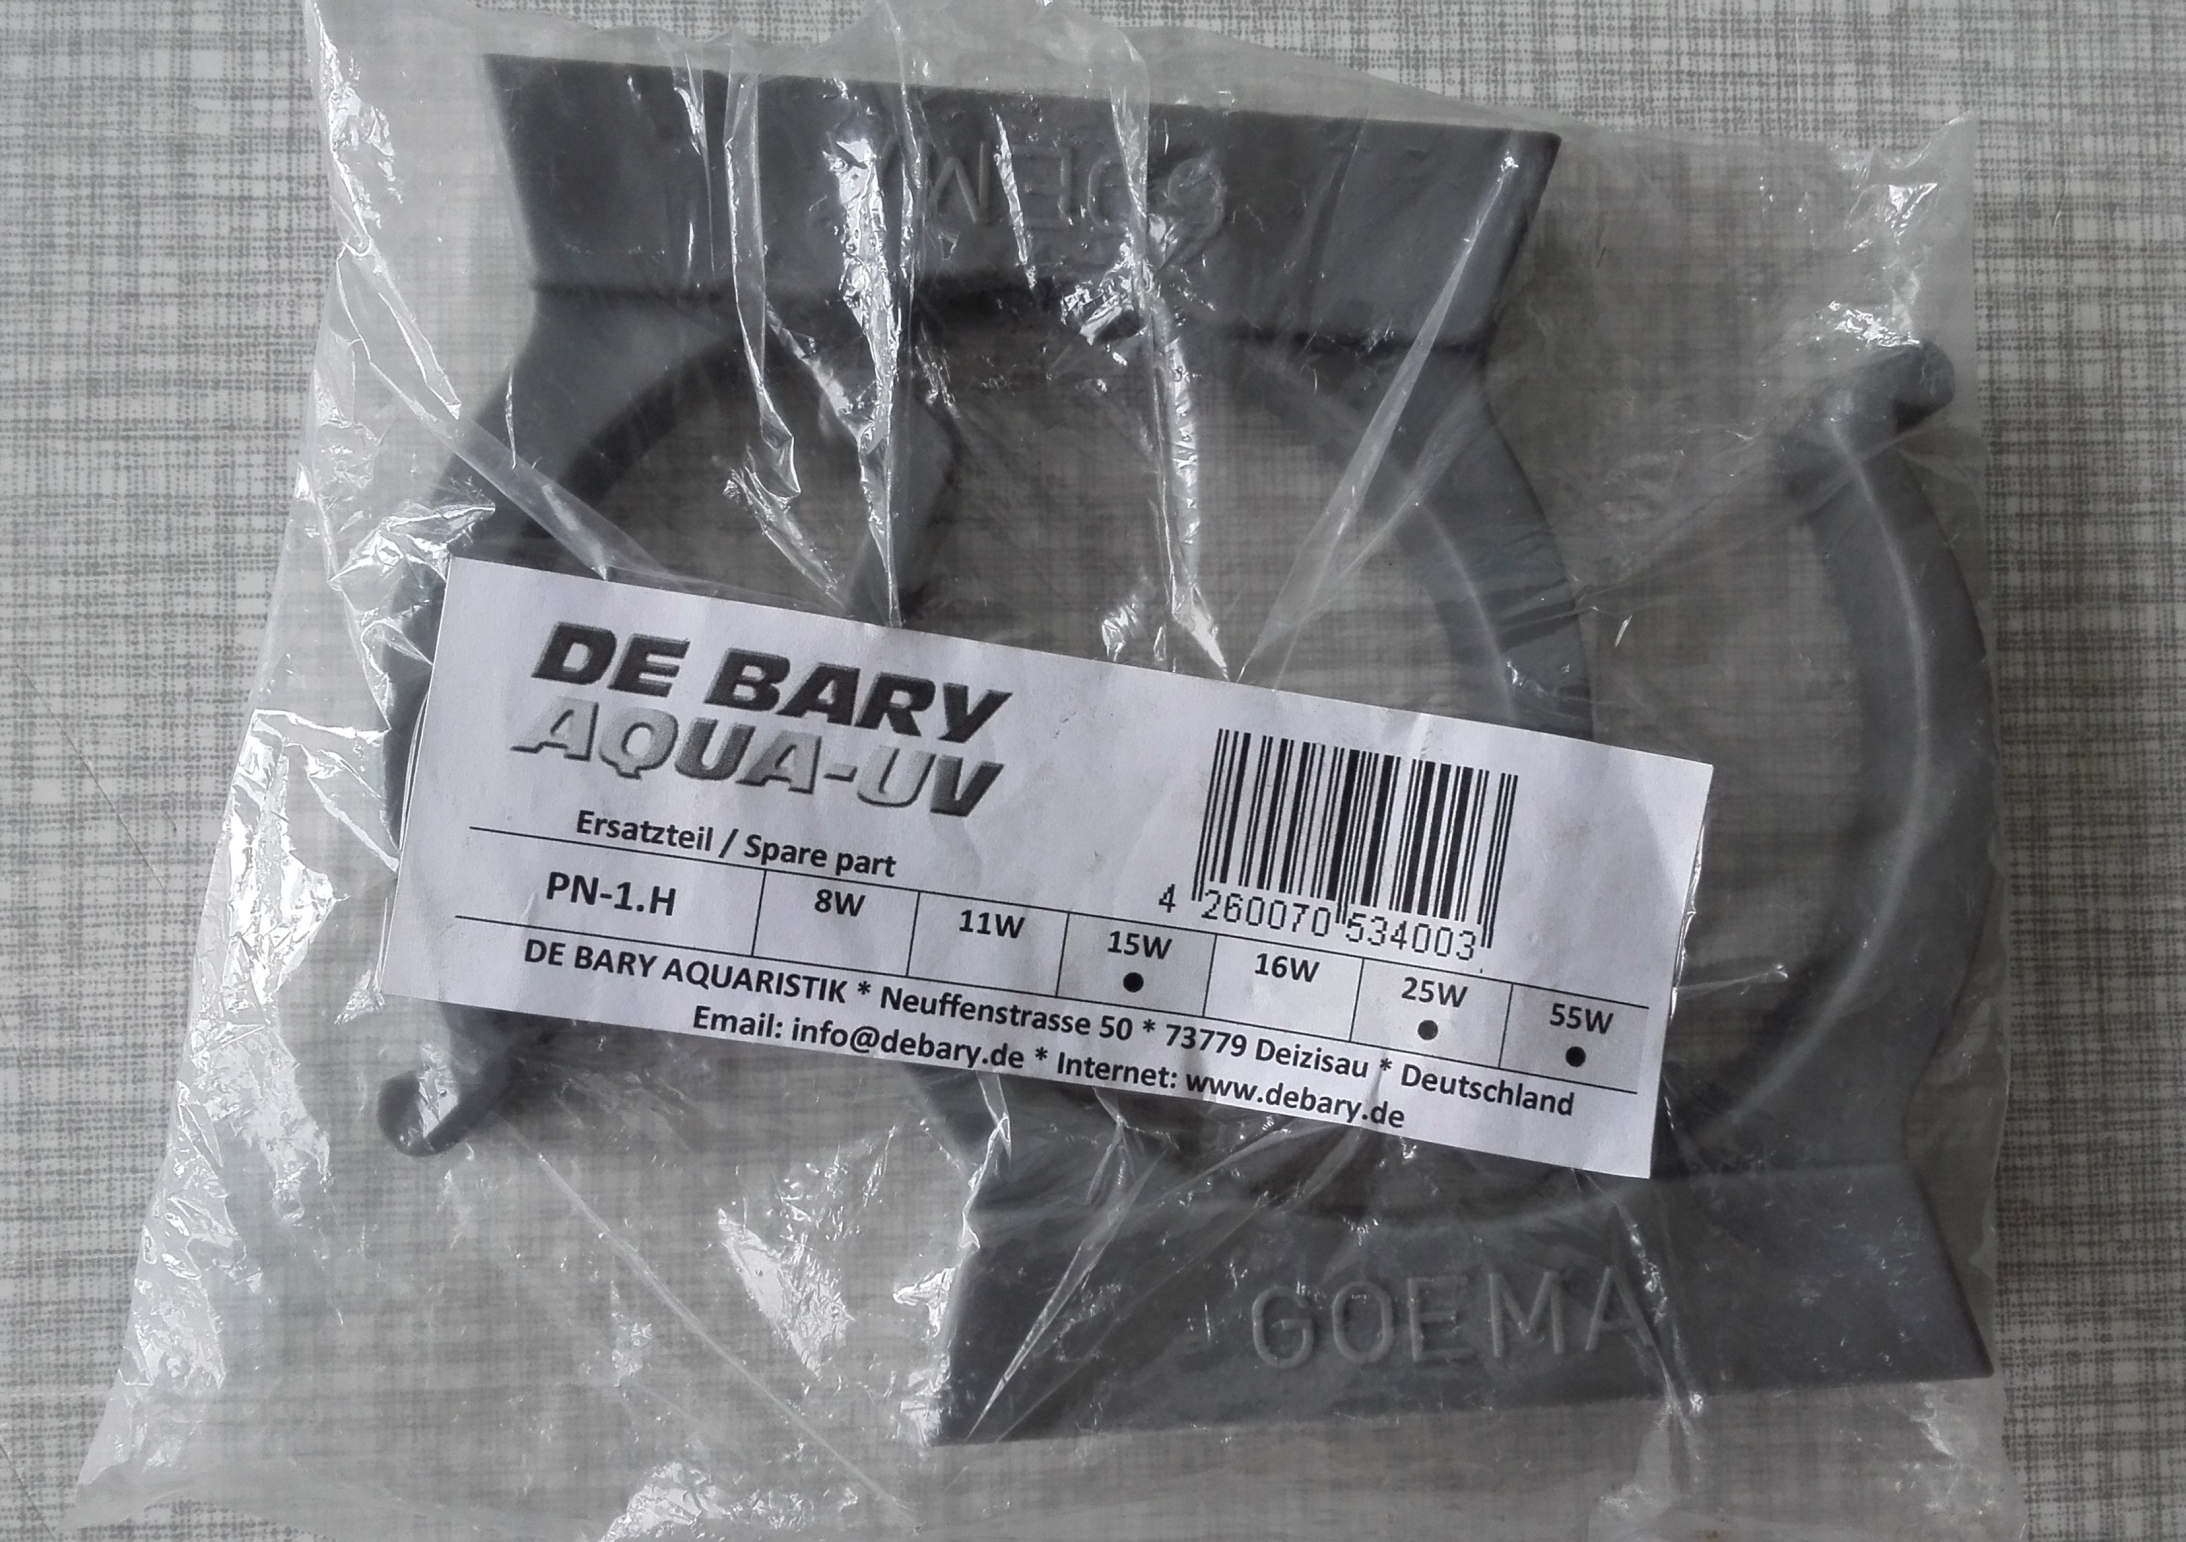 GOEM
DE BARY
AQUA-UV
Ersatzteil / Spare part
4 260070 534003
PN-1.H 8W 11W 15W 16W 25W 55W
● ● ●
DE BARY AQUARISTIK * Neuffenstrasse 50 * 73779 Deizisau * Deutschland
Email: info@debary.de * Internet: www.debary.de
GOEMA